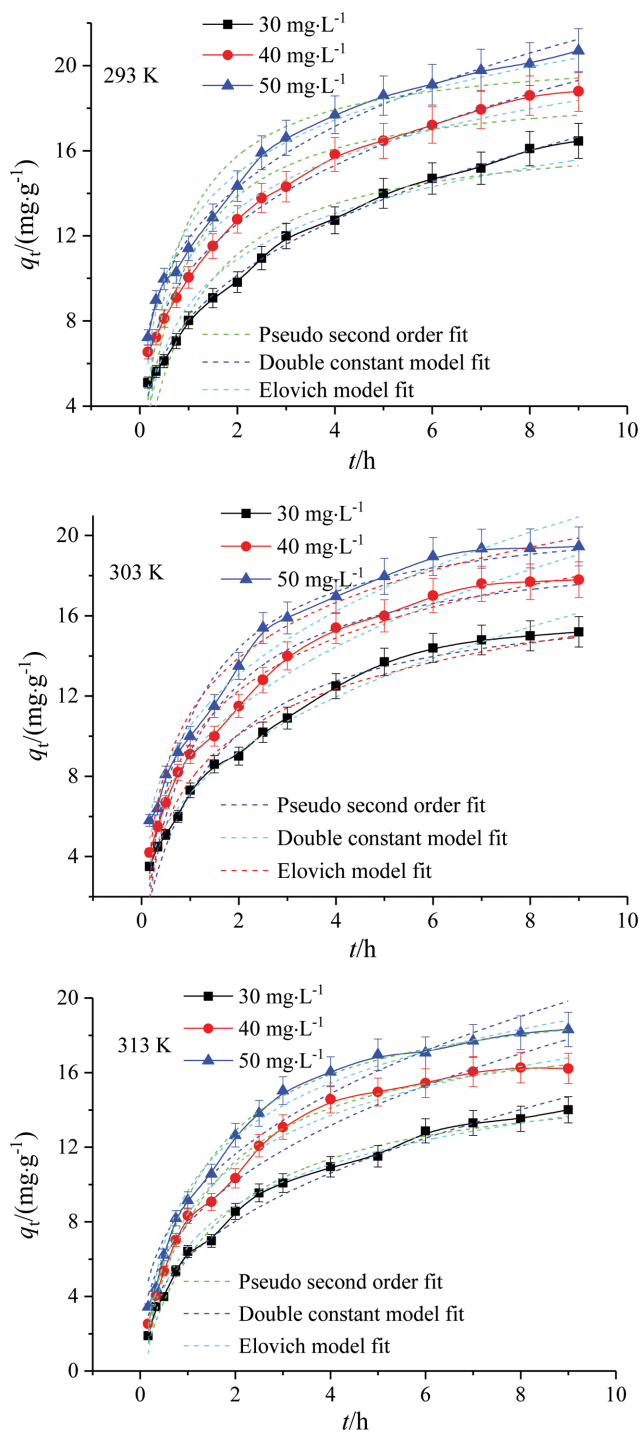 293 K
30 mg·L⁻¹
40 mg·L⁻¹
50 mg·L⁻¹
20
16
12
8
4
qt/(mg·g⁻¹)
Pseudo second order fit
Double constant model fit
Elovich model fit
0 2 4 6 8 10
t/h
303 K
30 mg·L⁻¹
40 mg·L⁻¹
50 mg·L⁻¹
20
16
12
8
4
qt/(mg·g⁻¹)
Pseudo second order fit
Double constant model fit
Elovich model fit
0 2 4 6 8 10
t/h
313 K
30 mg·L⁻¹
40 mg·L⁻¹
50 mg·L⁻¹
20
16
12
8
4
0
qt/(mg·g⁻¹)
Pseudo second order fit
Double constant model fit
Elovich model fit
0 2 4 6 8 10
t/h